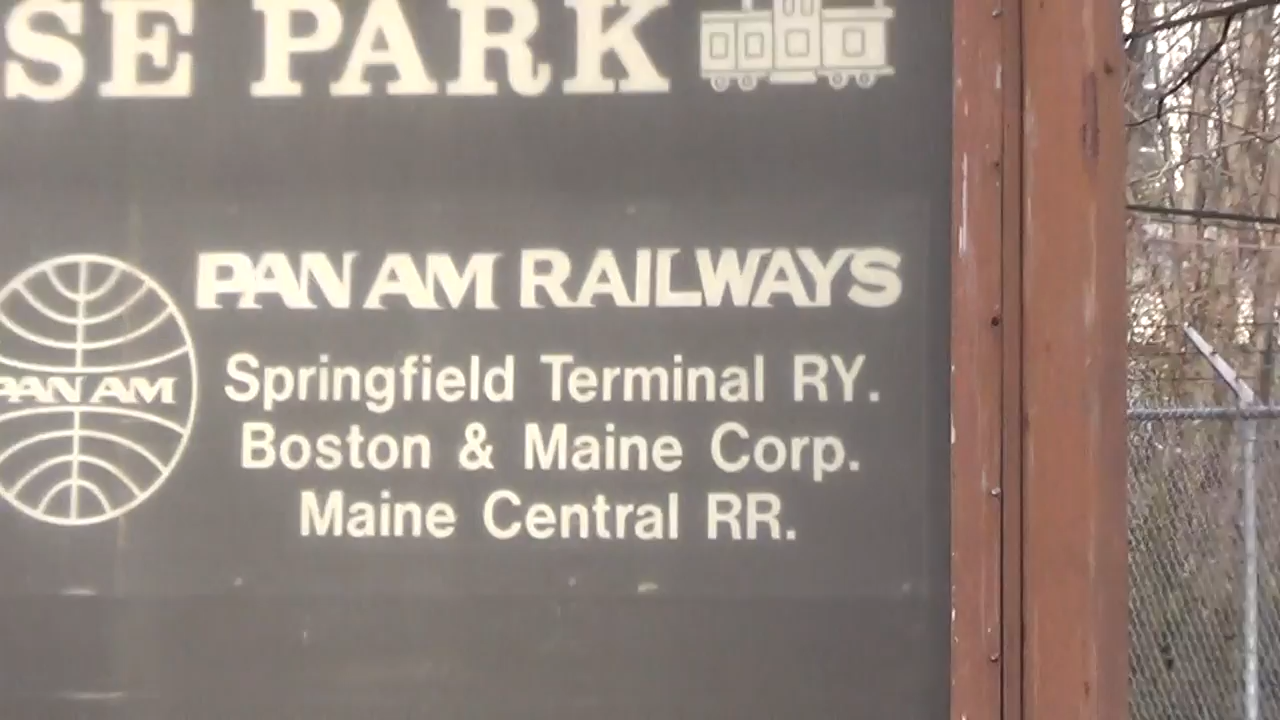 SE PARK
PAN AM RAILWAYS
PAN AM
Springfield Terminal RY.
Boston & Maine Corp.
Maine Central RR.